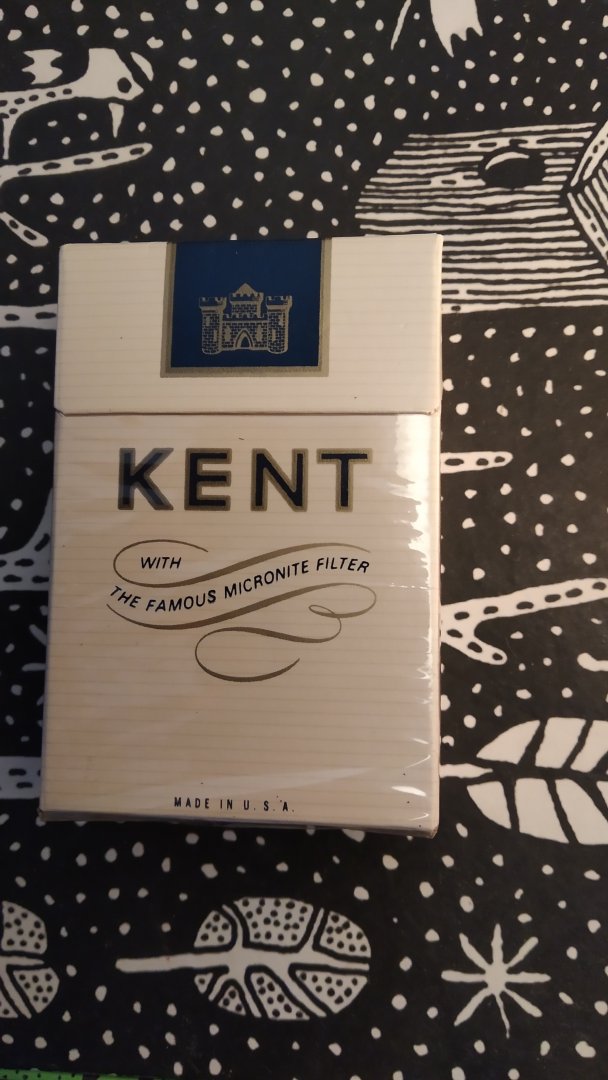 KENT
WITH
THE FAMOUS MICRONITE FILTER
MADE IN U.S.A.